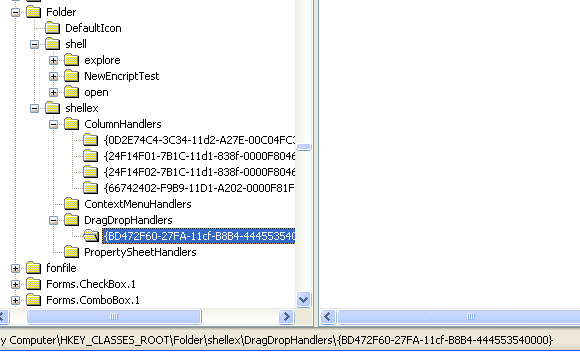 Folder
DefaultIcon
shell
explore
NewEncriptTest
open
shellex
ColumnHandlers
{0D2E74C4-3C34-11d2-A27E-00C04FC3
{24F14F01-7B1C-11d1-838f-0000F8046
{24F14F02-7B1C-11d1-838f-0000F8046
{66742402-F9B9-11D1-A202-0000F81F
ContextMenuHandlers
DragDropHandlers
{BD472F60-27FA-11cf-B8B4-444553540
PropertySheetHandlers
fonfile
Forms.CheckBox.1
Forms.ComboBox.1
y Computer\HKEY_CLASSES_ROOT\Folder\shellex\DragDropHandlers\{BD472F60-27FA-11cf-B8B4-444553540000}